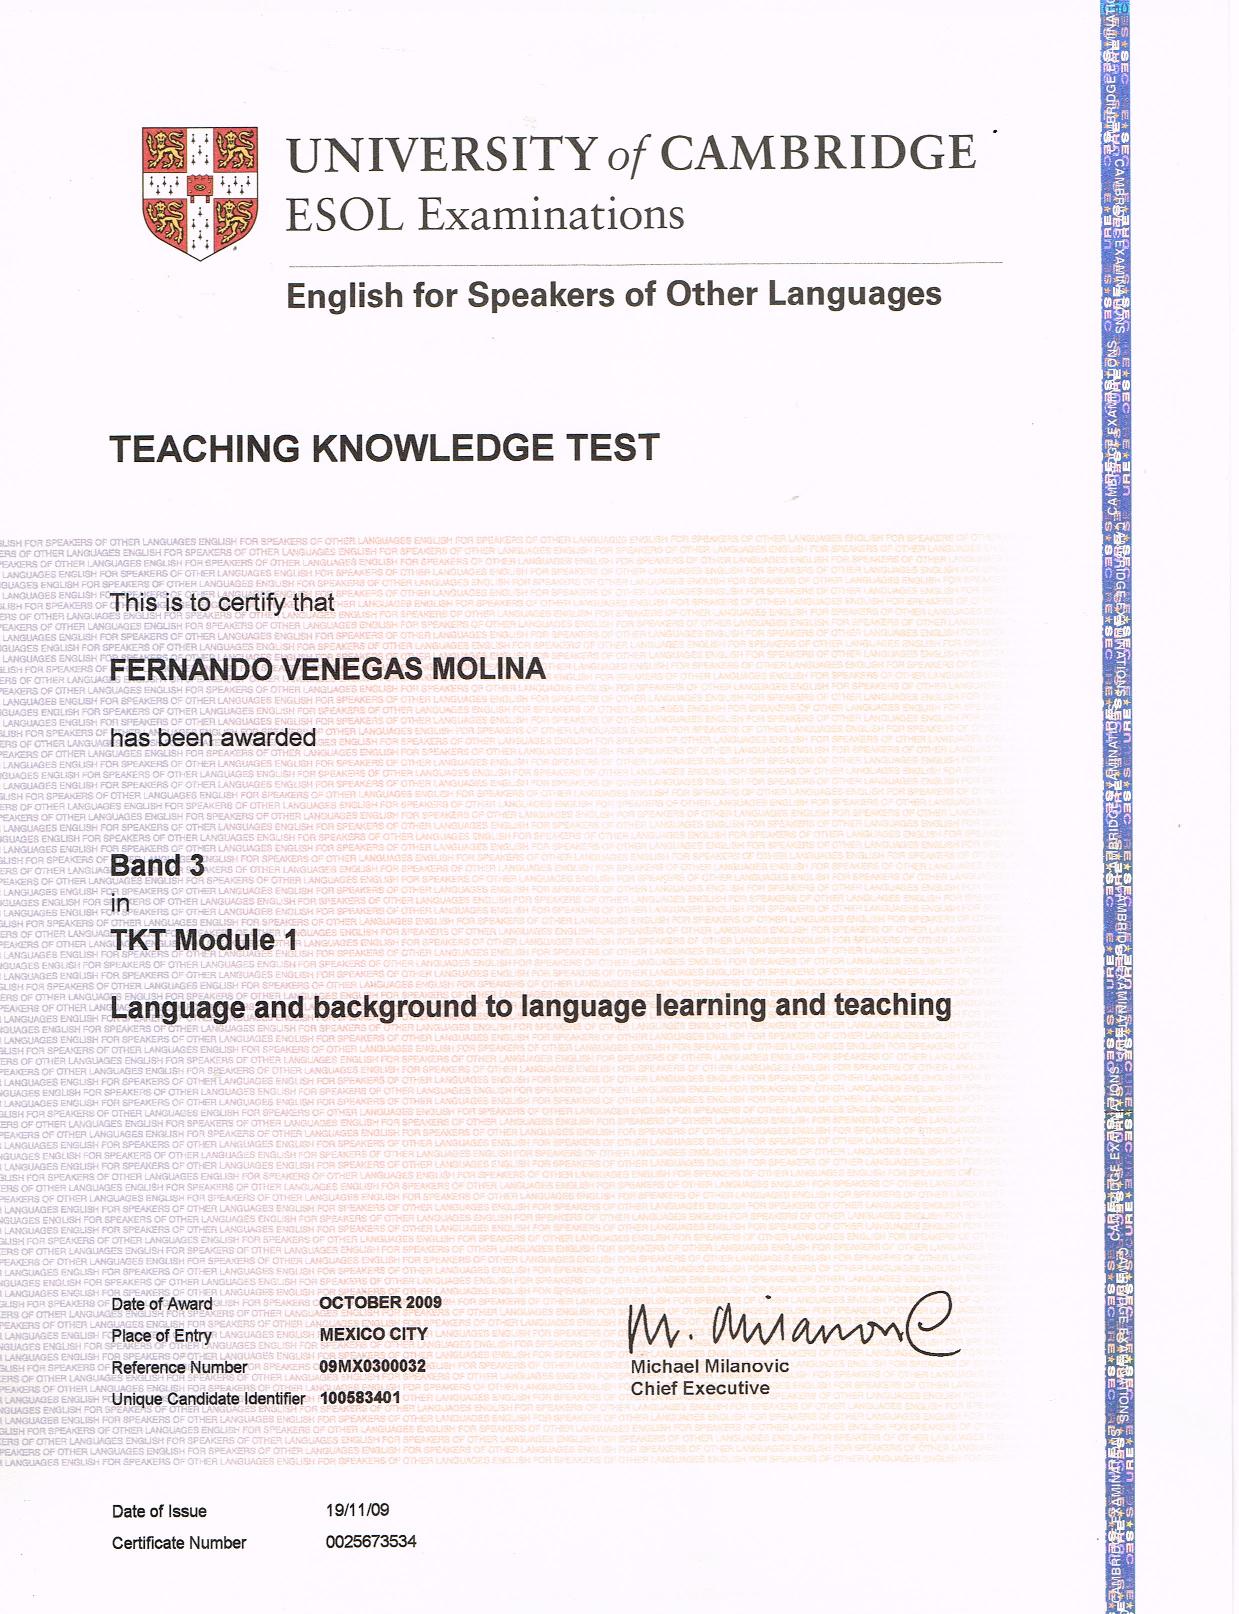 UNIVERSITY of CAMBRIDGE
ESOL Examinations
English for Speakers of Other Languages
TEACHING KNOWLEDGE TEST
This is to certify that
FERNANDO VENEGAS MOLINA
has been awarded
Band 3
in
TKT Module 1
Language and background to language learning and teaching
Date of Award OCTOBER 2009
Place of Entry MEXICO CITY
Reference Number 09MX0300032
Unique Candidate Identifier 100583401
M. Milanovic
Michael Milanovic
Chief Executive
Date of Issue 19/11/09
Certificate Number 0025673534